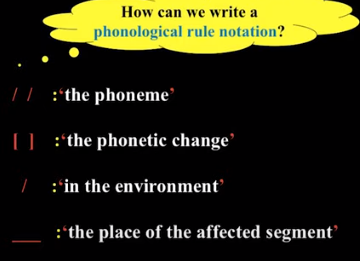 How can we write a
phonological rule notation?
/ / :‘the phoneme’
[ ] :‘the phonetic change’
/ :‘in the environment’
___ :‘the place of the affected segment’